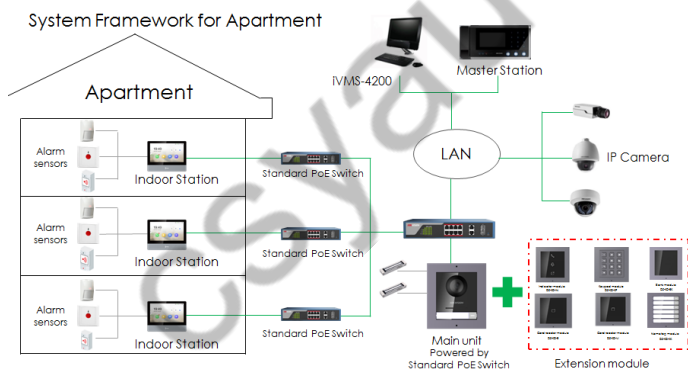 System Framework for Apartment
iVMS-4200
Master Station
Apartment
LAN
IP Camera
Alarm
sensors
Indoor Station
Standard PoE Switch
Alarm
sensors
Indoor Station
Standard PoE Switch
Alarm
sensors
Indoor Station
Standard PoE Switch
Main unit
Powered by
Standard PoE Switch
Extension module
csyau